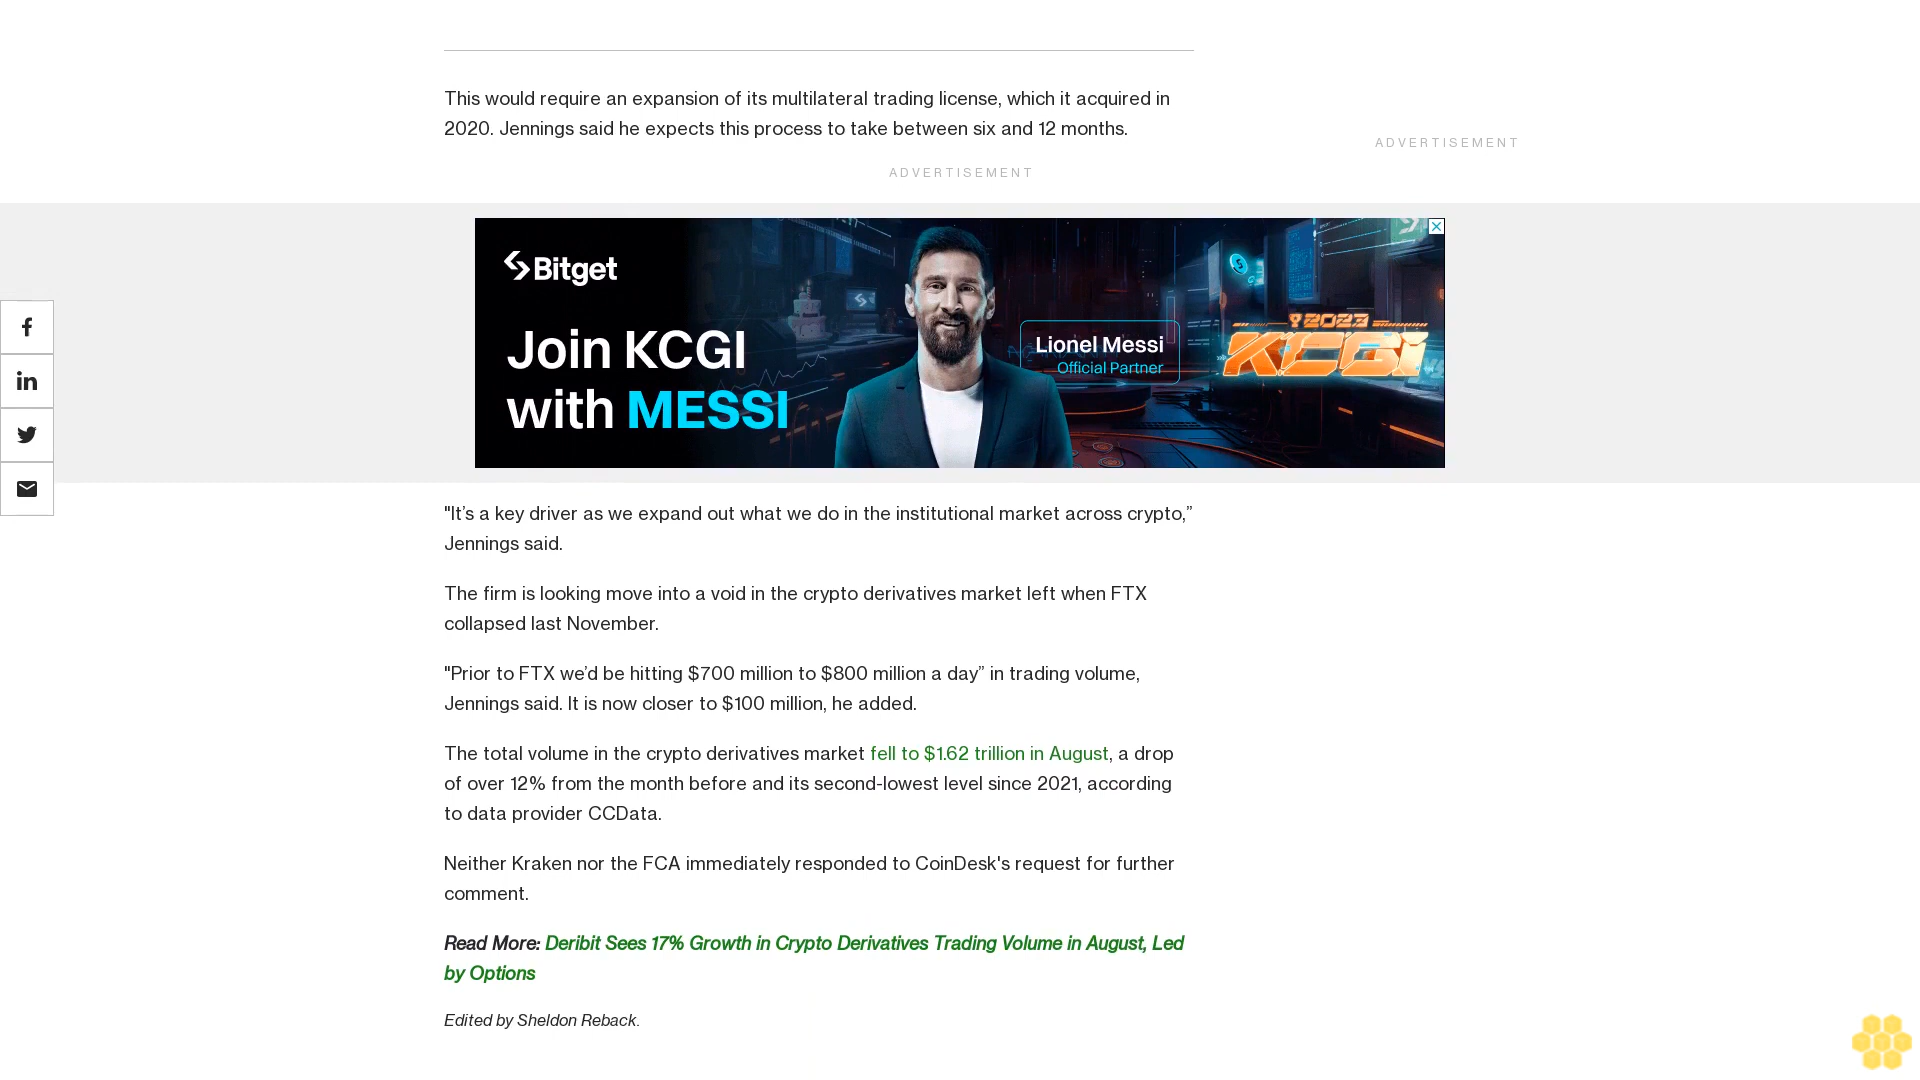 This would require an expansion of its multilateral trading license, which it acquired in
2020. Jennings said he expects this process to take between six and 12 months.
ADVERTISEMENT
ADVERTISEMENT
Bitget
Join KCGI
with MESSI
Lionel Messi
Official Partner
2023
KCGI
"It’s a key driver as we expand out what we do in the institutional market across crypto,”
Jennings said.
The firm is looking move into a void in the crypto derivatives market left when FTX
collapsed last November.
"Prior to FTX we’d be hitting $700 million to $800 million a day” in trading volume,
Jennings said. It is now closer to $100 million, he added.
The total volume in the crypto derivatives market fell to $1.62 trillion in August, a drop
of over 12% from the month before and its second-lowest level since 2021, according
to data provider CCData.
Neither Kraken nor the FCA immediately responded to CoinDesk's request for further
comment.
Read More: Deribit Sees 17% Growth in Crypto Derivatives Trading Volume in August, Led
by Options
Edited by Sheldon Reback.